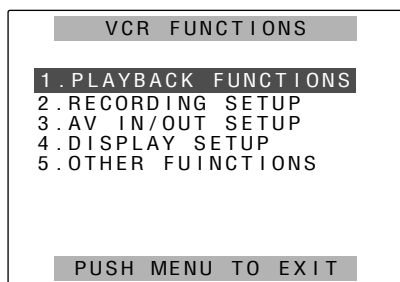 VCR FUNCTIONS
1.PLAYBACK FUNCTIONS
2.RECORDING SETUP
3.AV IN/OUT SETUP
4.DISPLAY SETUP
5.OTHER FUINCTIONS
PUSH MENU TO EXIT